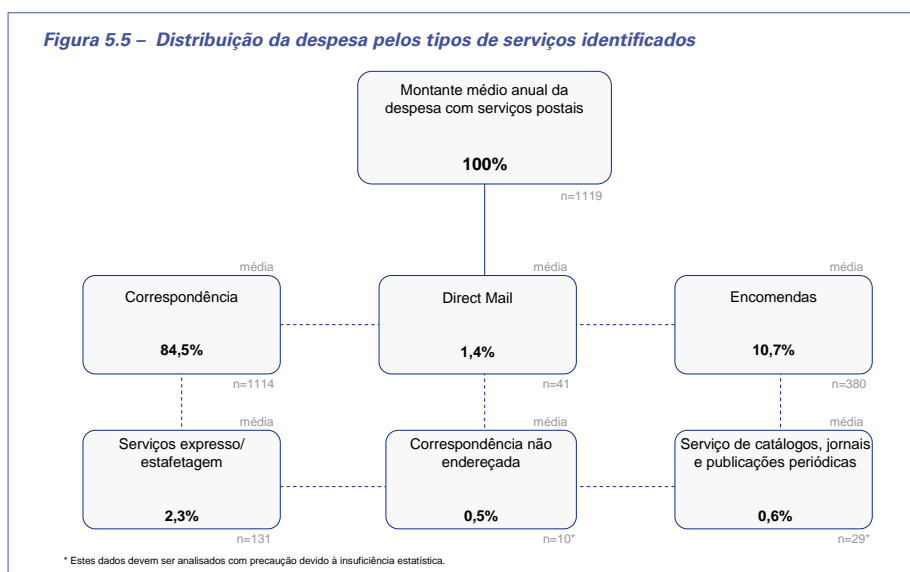 Figura 5.5 – Distribuição da despesa pelos tipos de serviços identificados
Montante médio anual da
despesa com serviços postais
100%
n=1119
média
Correspondência
84,5%
n=1114
média
Direct Mail
1,4%
n=41
média
Encomendas
10,7%
n=380
média
Serviços expresso/
estafetagem
2,3%
n=131
média
Correspondência não
endereçada
0,5%
n=10*
média
Serviço de catálogos, jornais
e publicações periódicas
0,6%
n=29*
* Estes dados devem ser analisados com precaução devido à insuficiência estatística.